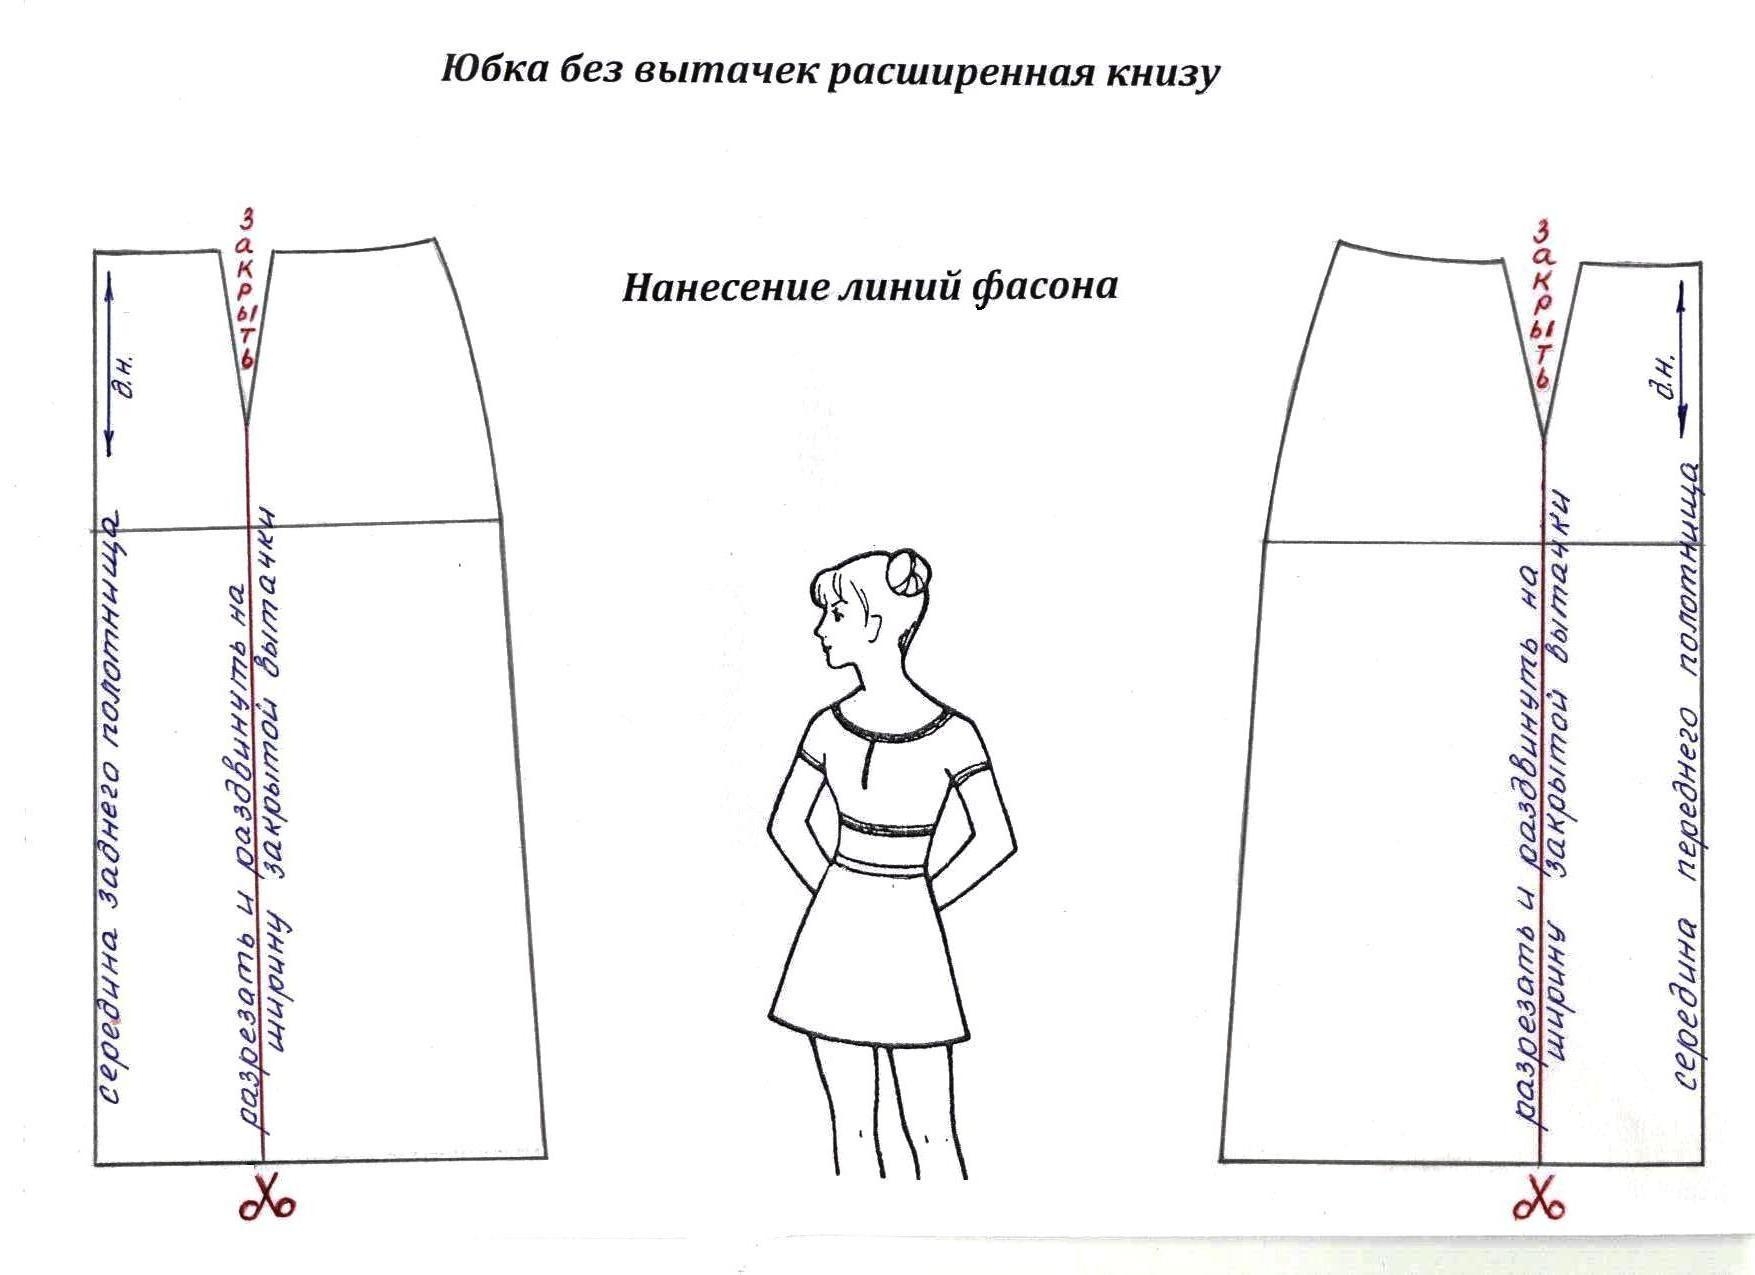 Юбка без вытачек расширенная книзу
Нанесение линий фасона
закрыть
д.н.
середина заднего полотнища
разрезать и раздвинуть на
ширину закрытой вытачки
закрыть
д.н.
разрезать и раздвинуть на
ширину закрытой вытачки
середина переднего полотнища